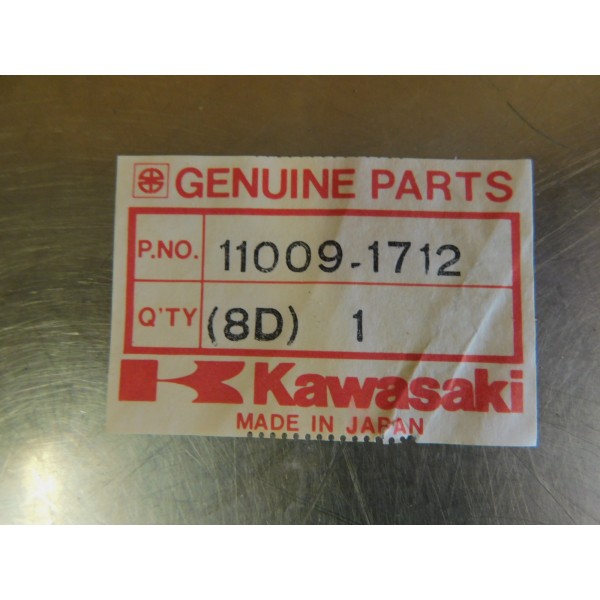 GENUINE PARTS
P.NO. 11009-1712
Q'TY (8D) 1
Kawasaki
MADE IN JAPAN